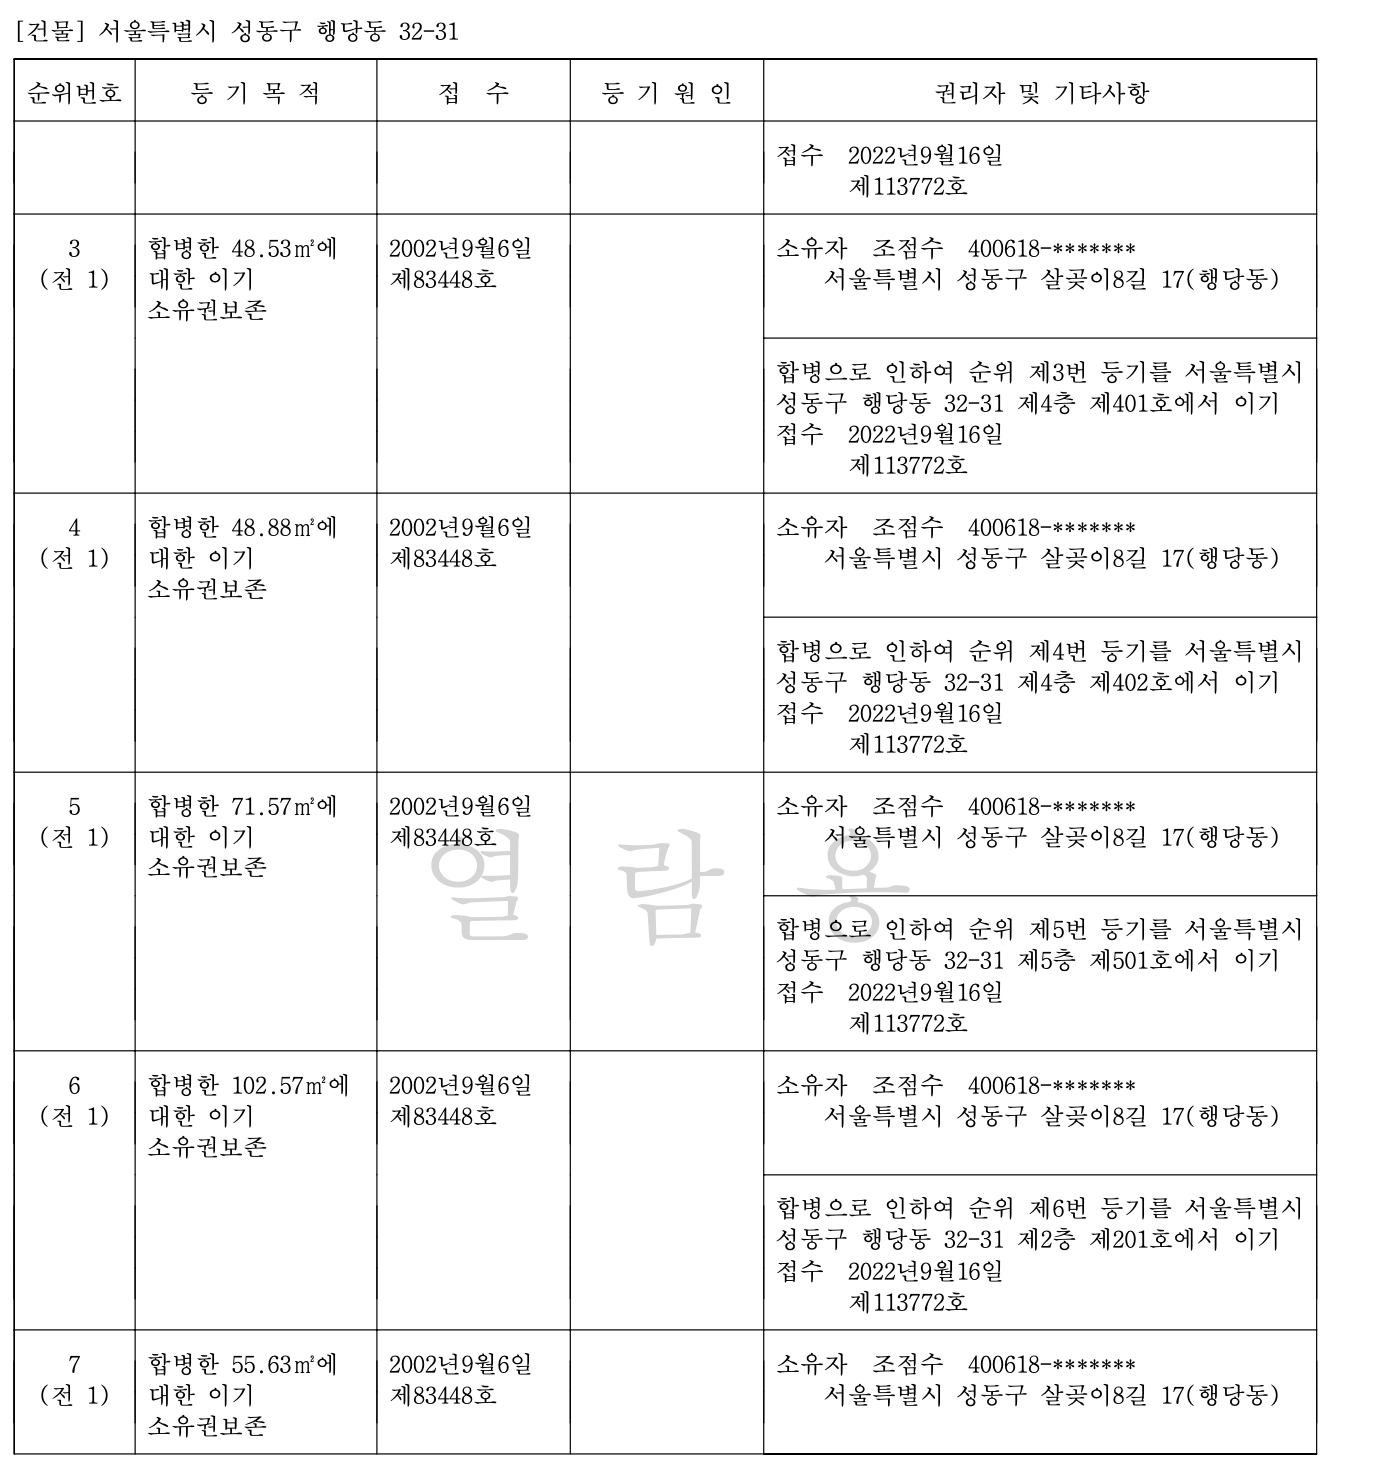 [건물] 서울특별시 성동구 행당동 32-31
순위번호 등 기 목 적 접 수 등 기 원 인 권리자 및 기타사항
접수 2022년9월16일
제113772호
3 합병한 48.53㎡에 2002년9월6일 소유자 조점수 400618-*******
(전 1) 대한 이기 제83448호 서울특별시 성동구 살곶이8길 17(행당동)
소유권보존
합병으로 인하여 순위 제3번 등기를 서울특별시
성동구 행당동 32-31 제4층 제401호에서 이기
접수 2022년9월16일
제113772호
4 합병한 48.88㎡에 2002년9월6일 소유자 조점수 400618-*******
(전 1) 대한 이기 제83448호 서울특별시 성동구 살곶이8길 17(행당동)
소유권보존
합병으로 인하여 순위 제4번 등기를 서울특별시
성동구 행당동 32-31 제4층 제402호에서 이기
접수 2022년9월16일
제113772호
5 합병한 71.57㎡에 2002년9월6일 소유자 조점수 400618-*******
(전 1) 대한 이기 제83448호 서울특별시 성동구 살곶이8길 17(행당동)
소유권보존
열 람 용
합병으로 인하여 순위 제5번 등기를 서울특별시
성동구 행당동 32-31 제5층 제501호에서 이기
접수 2022년9월16일
제113772호
6 합병한 102.57㎡에 2002년9월6일 소유자 조점수 400618-*******
(전 1) 대한 이기 제83448호 서울특별시 성동구 살곶이8길 17(행당동)
소유권보존
합병으로 인하여 순위 제6번 등기를 서울특별시
성동구 행당동 32-31 제2층 제201호에서 이기
접수 2022년9월16일
제113772호
7 합병한 55.63㎡에 2002년9월6일 소유자 조점수 400618-*******
(전 1) 대한 이기 제83448호 서울특별시 성동구 살곶이8길 17(행당동)
소유권보존